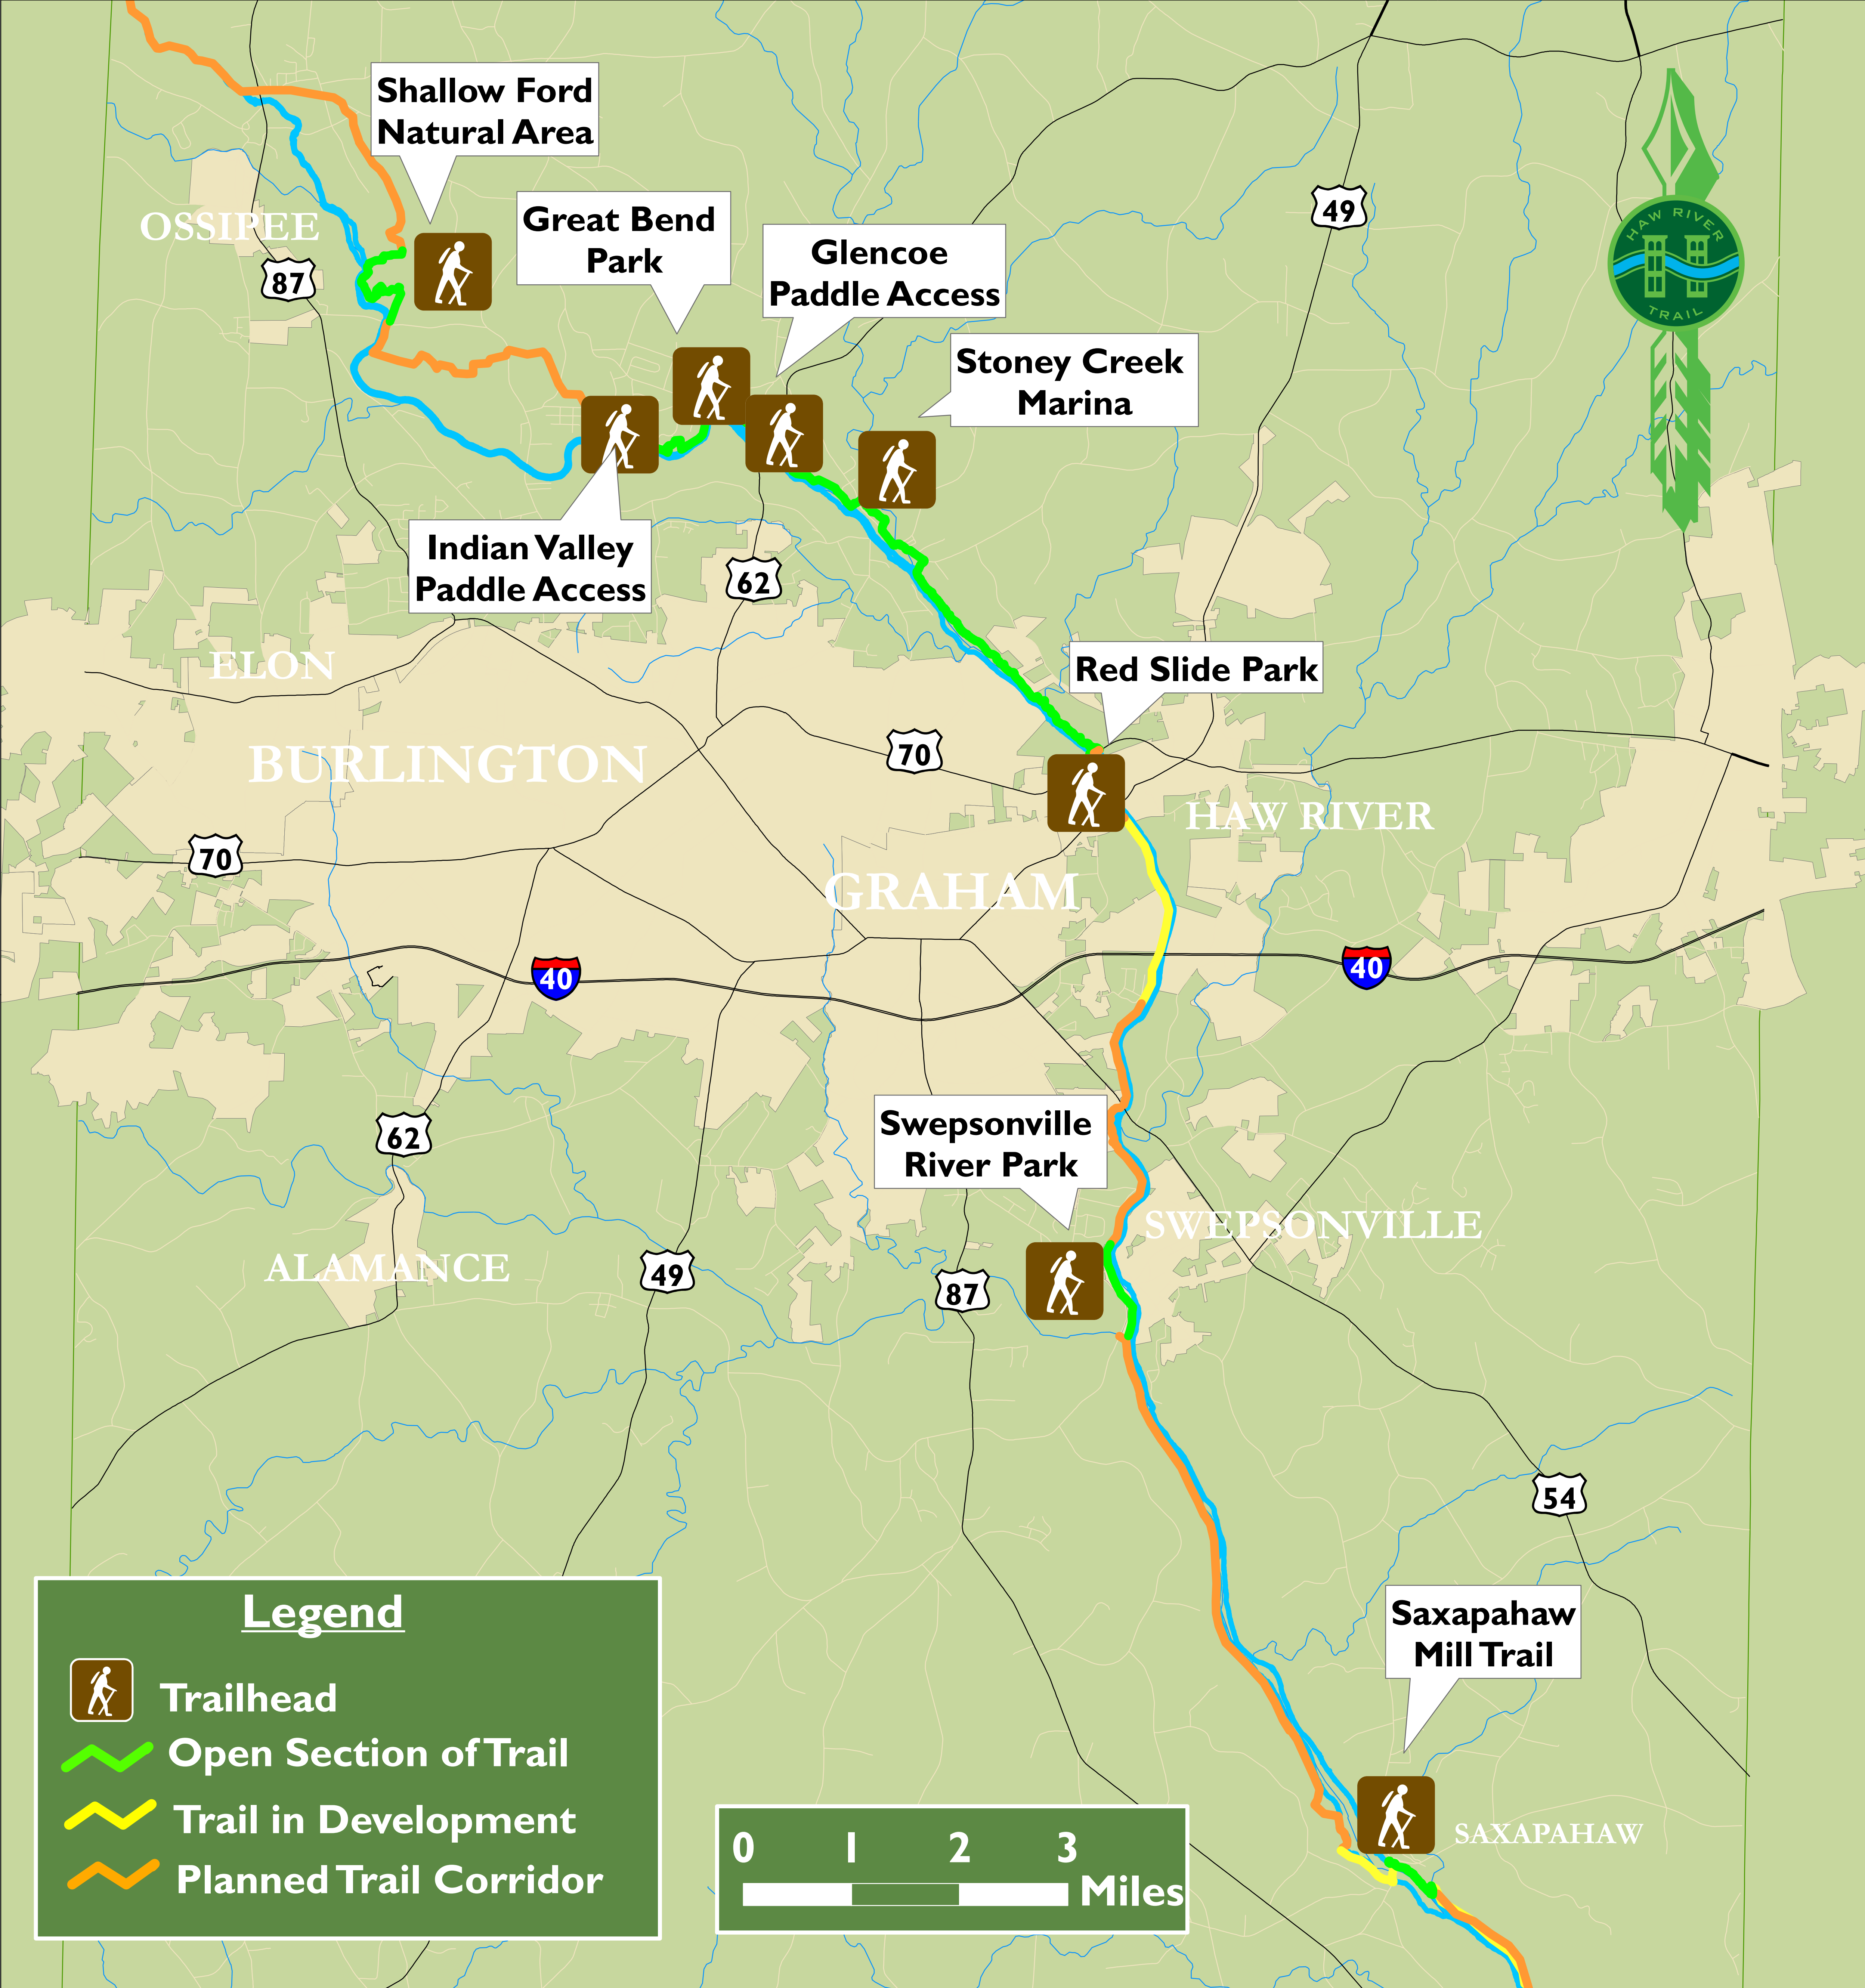 Shallow Ford
Natural Area
OSSIPEE
87
Great Bend
Park
Glencoe
Paddle Access
49
HAW RIVER
TRAIL
Stoney Creek
Marina
Indian Valley
Paddle Access
62
ELON
Red Slide Park
BURLINGTON
70
HAW RIVER
70
GRAHAM
40
40
62
Swepsonville
River Park
SWEPSONVILLE
ALAMANCE
49
87
54
Saxapahaw
Mill Trail
SAXAPAHAW
Legend
Trailhead
Open Section of Trail
Trail in Development
Planned Trail Corridor
0 1 2 3
Miles